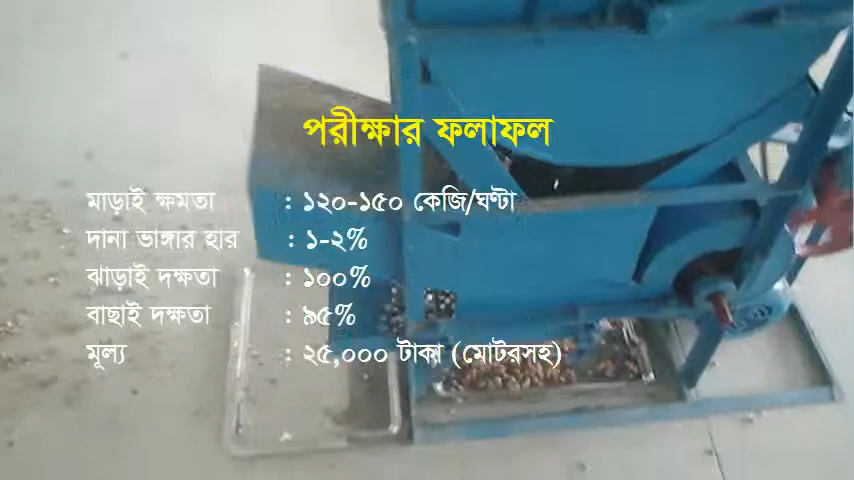 পরীক্ষার ফলাফল
মাড়াই ক্ষমতা : ১২০-১৫০ কেজি/ঘণ্টা
দানা ভাঙ্গার হার : ১-২%
ঝাড়াই দক্ষতা : ১০০%
বাছাই দক্ষতা : ৯৫%
মূল্য : ২৫,০০০ টাকা (মোটরসহ)